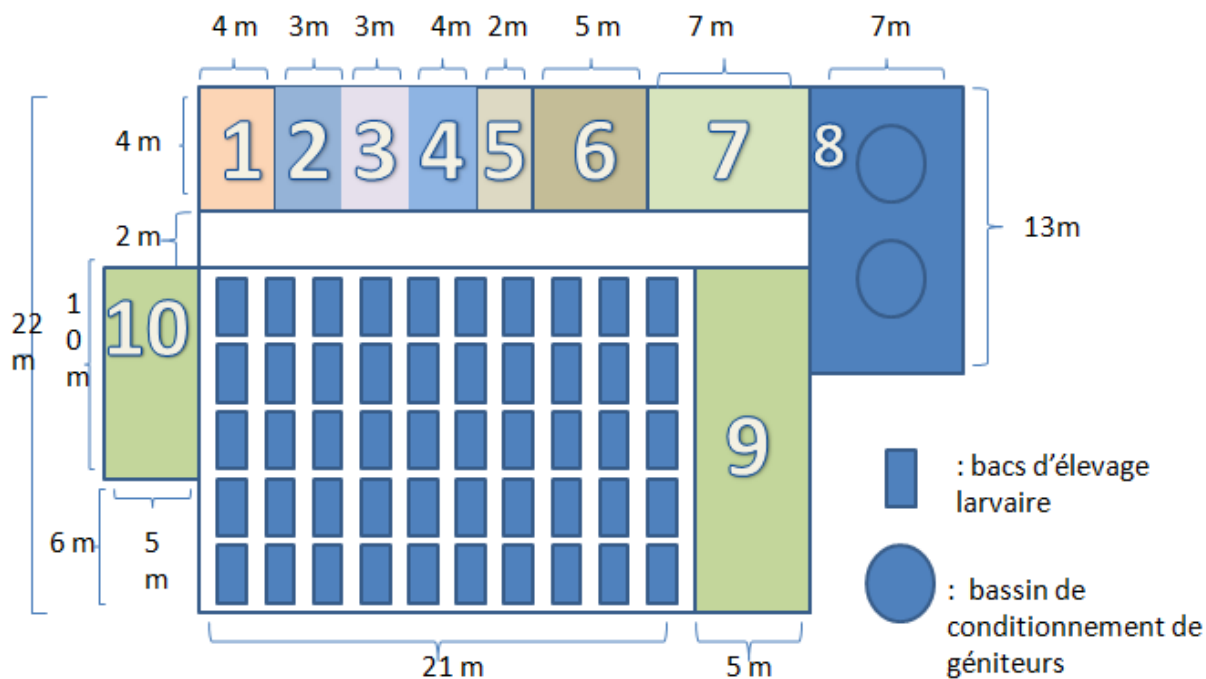 4 m
3m
3m
4m
2m
5 m
7 m
7m
4 m
1
2
3
4
5
6
7
8
13m
2 m
22
m
1
0
m
10
9
6 m
5
m
21 m
5 m
: bacs d'élevage
larvaire
: bassin de
conditionnement de
géniteurs